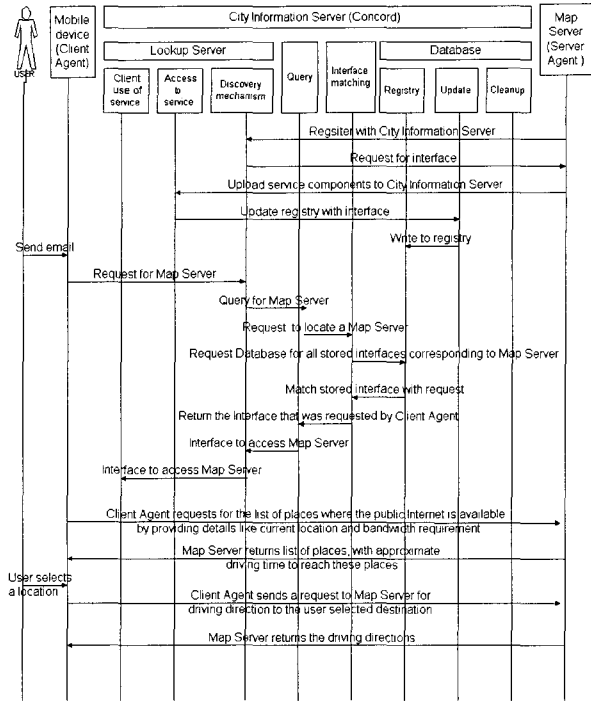 City Information Server (Concord)
Mobile
device
(Client
Agent)
Map
Server
(Server
Agent )
USER
Lookup Server
Database
Client
use of
service
Access
to
service
Discovery
mechanism
Query
Interface
matching
Registry
Update
Cleanup
Regsiter with City Information Server
Request for interface
Upload service components to City Information Server
Update registry with interface
Write to registry
Send email
Request for Map Server
Query for Map Server
Request to locate a Map Server
Request Database for all stored interfaces corresponding to Map Server
Match stored interface with request
Return the Interface that was requested by Client Agent
Interface to access Map Server
Interface to access Map Server
Client Agent requests for the list of places where the public Internet is available
by providing details like current location and bandwidth requirement
Map Server returns list of places, with approximate
driving time to reach these places
User selects
a location
Client Agent sends a request to Map Server for
driving direction to the user selected destination
Map Server returns the driving directions